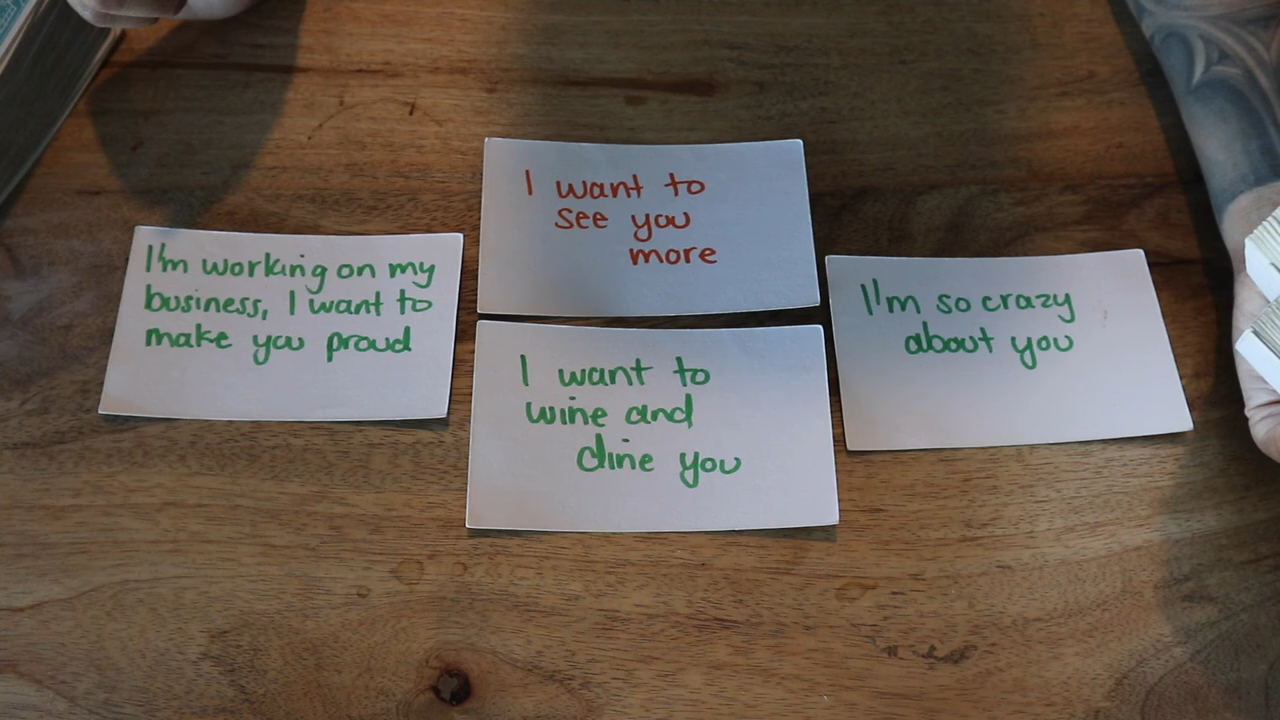 I want to
see you
more
I'm working on my
business, I want to
make you proud
I'm so crazy
about you
I want to
wine and
dine you